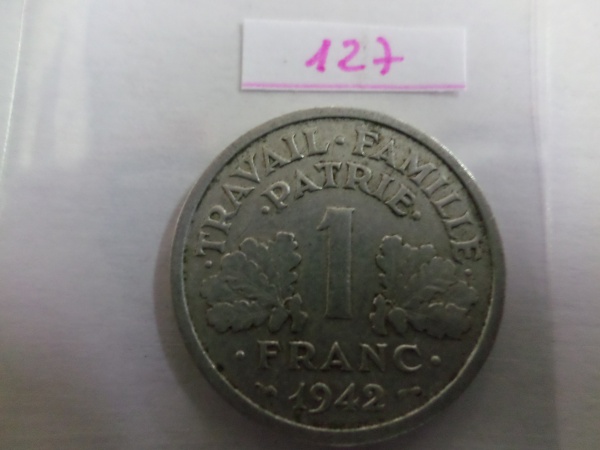 127
TRAVAIL · FAMILLE
· PATRIE ·
1
· FRANC ·
1942